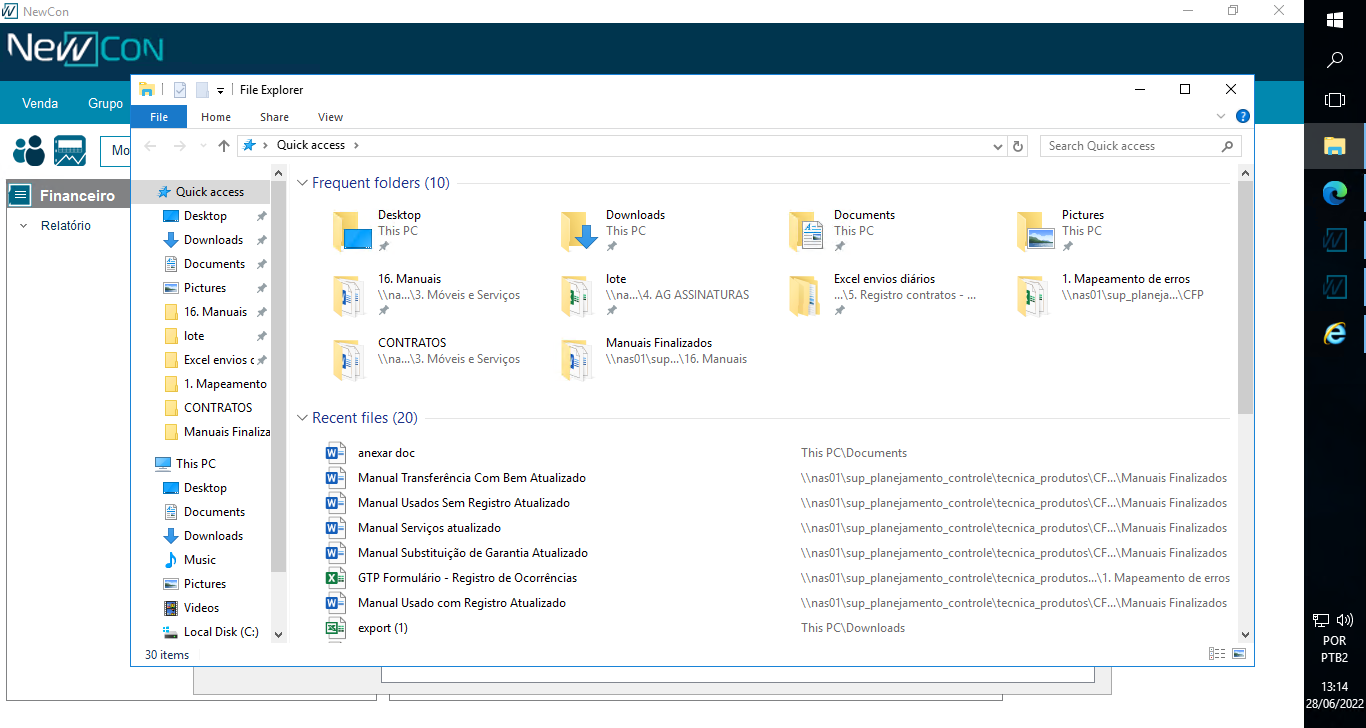 NewCon
NEWCON
Venda Grupo
Mo
Financeiro
Relatório
File Explorer
File Home Share View
Quick access
Search Quick access
Quick access
Desktop
Downloads
Documents
Pictures
16. Manuais
lote
Excel envios d
1. Mapeamento
CONTRATOS
Manuais Finaliza
This PC
Desktop
Documents
Downloads
Music
Pictures
Videos
Local Disk (C:)
30 items
Frequent folders (10)
Desktop
This PC
Downloads
This PC
Documents
This PC
Pictures
This PC
16. Manuais
\\na...\3. Móveis e Serviços
lote
\\na...\4. AG ASSINATURAS
Excel envios diários
...\5. Registro contratos - ...
1. Mapeamento de erros
\\nas01\sup_planeja...\CFP
CONTRATOS
\\na...\3. Móveis e Serviços
Manuais Finalizados
\\nas01\sup...\16. Manuais
Recent files (20)
anexar doc This PC\Documents
Manual Transferência Com Bem Atualizado \\nas01\sup_planejamento_controle\tecnica_produtos\CF...\Manuais Finalizados
Manual Usados Sem Registro Atualizado \\nas01\sup_planejamento_controle\tecnica_produtos\CF...\Manuais Finalizados
Manual Serviços atualizado \\nas01\sup_planejamento_controle\tecnica_produtos\CF...\Manuais Finalizados
Manual Substituição de Garantia Atualizado \\nas01\sup_planejamento_controle\tecnica_produtos\CF...\Manuais Finalizados
GTP Formulário - Registro de Ocorrências \\nas01\sup_planejamento_controle\tecnica_produtos...\1. Mapeamento de erros
Manual Usado com Registro Atualizado \\nas01\sup_planejamento_controle\tecnica_produtos\CF...\Manuais Finalizados
export (1) This PC\Downloads
POR
PTB2
13:14
28/06/2022